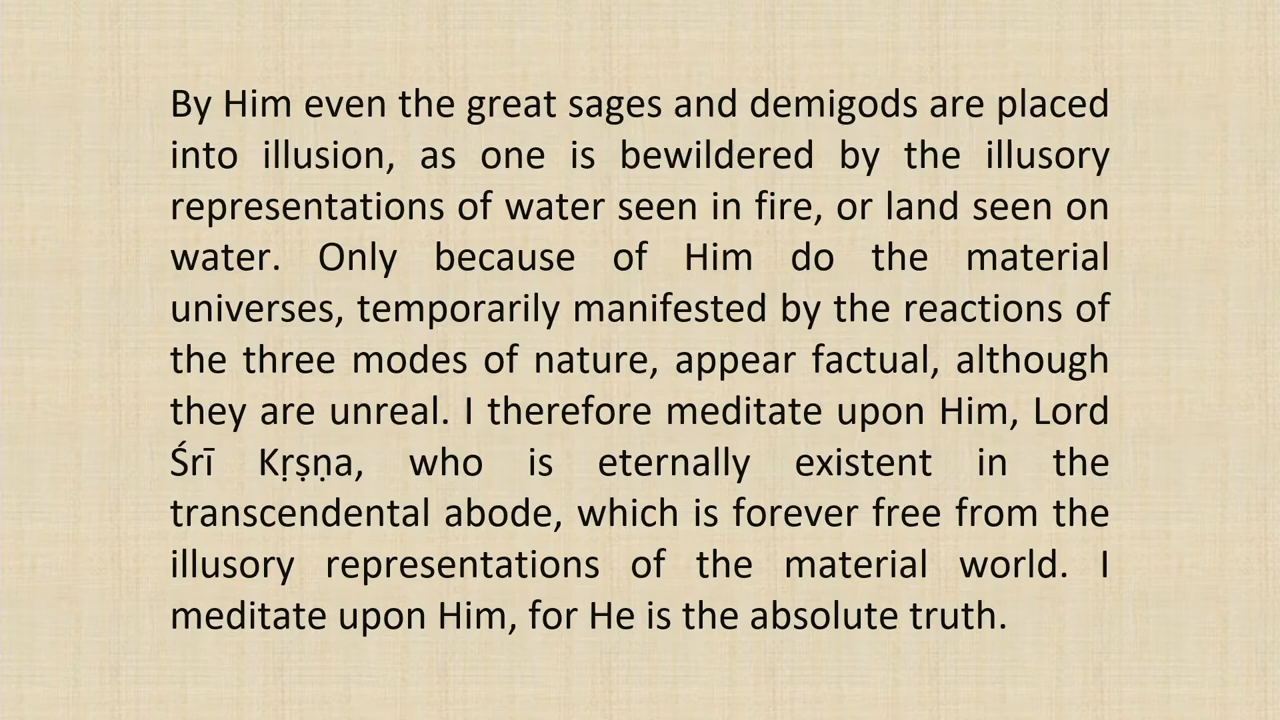 By Him even the great sages and demigods are placed
into illusion, as one is bewildered by the illusory
representations of water seen in fire, or land seen on
water. Only because of Him do the material
universes, temporarily manifested by the reactions of
the three modes of nature, appear factual, although
they are unreal. I therefore meditate upon Him, Lord
Śrī Kṛṣṇa, who is eternally existent in the
transcendental abode, which is forever free from the
illusory representations of the material world. I
meditate upon Him, for He is the absolute truth.